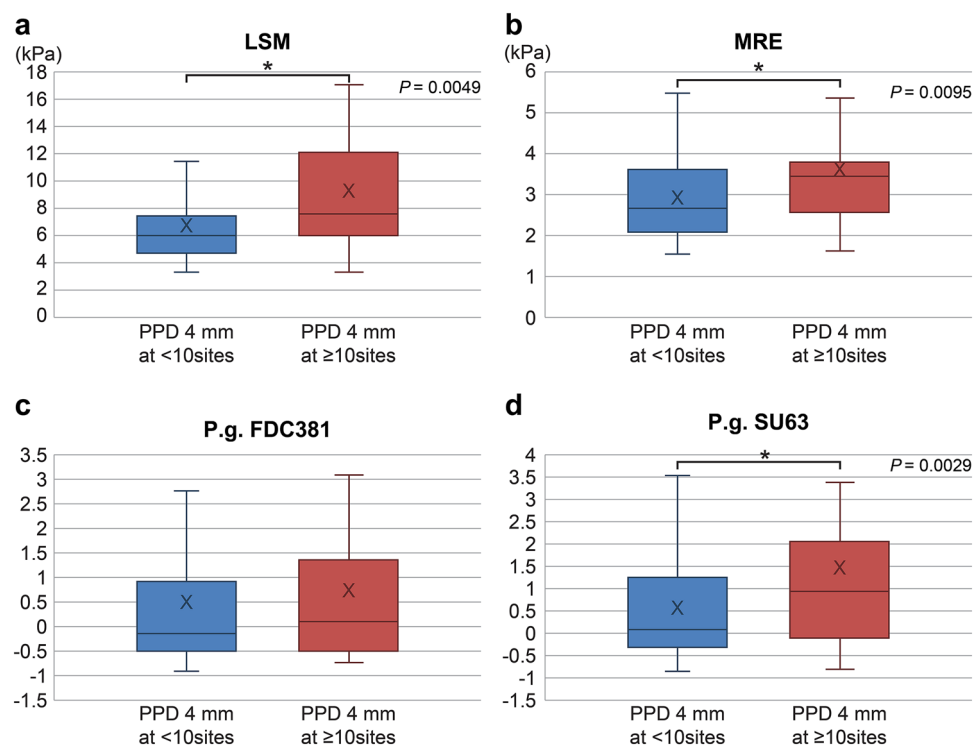 a
(kPa)
LSM
*
P = 0.0049
18
16
14
12
10
8
6
4
2
0
PPD 4 mm
at <10sites
PPD 4 mm
at ≥10sites
b
(kPa)
MRE
*
P = 0.0095
6
5
4
3
2
1
0
PPD 4 mm
at <10sites
PPD 4 mm
at ≥10sites
c
P.g. FDC381
3.5
3
2.5
2
1.5
1
0.5
0
-0.5
-1
-1.5
PPD 4 mm
at <10sites
PPD 4 mm
at ≥10sites
d
P.g. SU63
*
P = 0.0029
4
3.5
3
2.5
2
1.5
1
0.5
0
-0.5
-1
-1.5
PPD 4 mm
at <10sites
PPD 4 mm
at ≥10sites